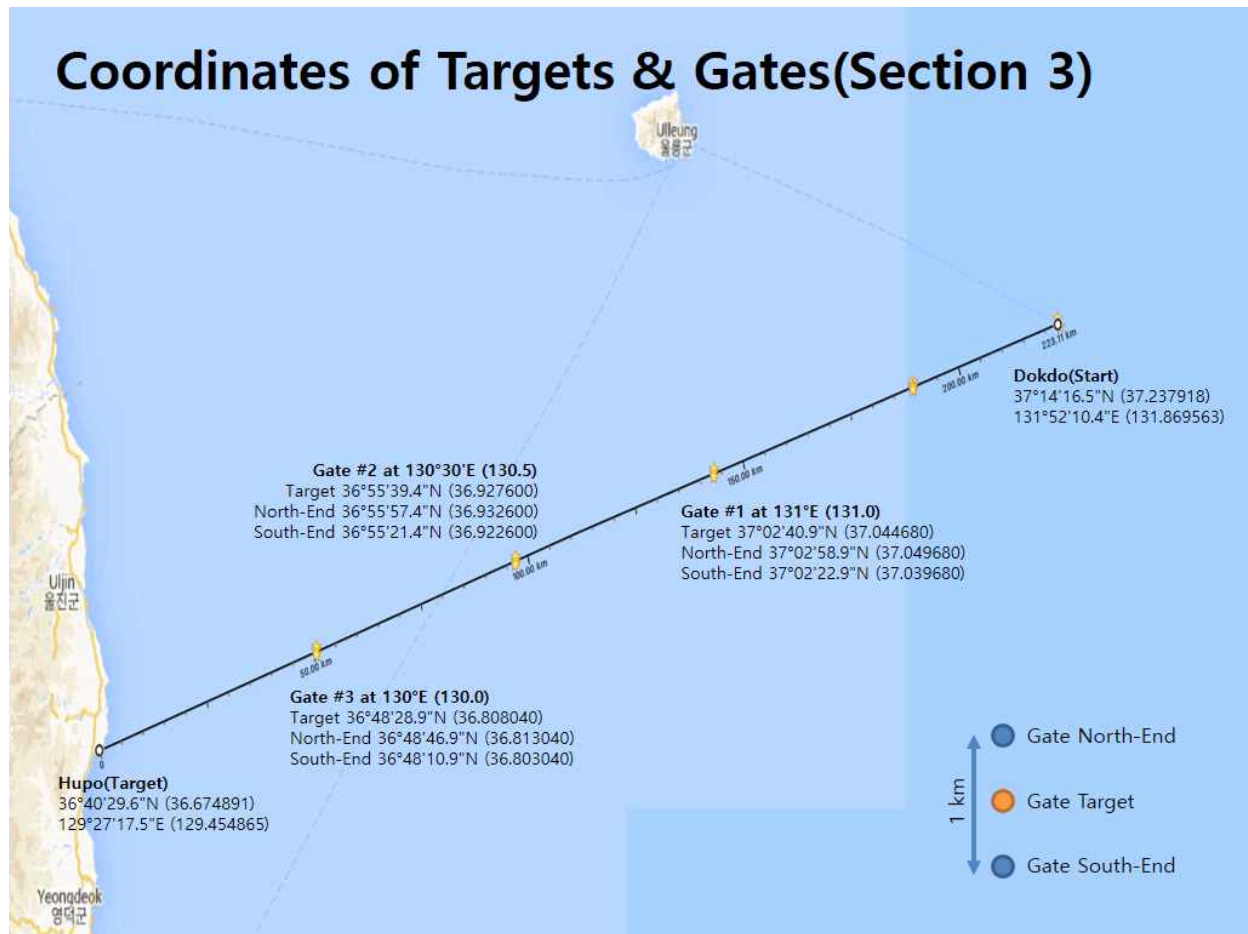 Coordinates of Targets & Gates(Section 3)
Ulleung
울릉군
223.11 km
200.00 km
Dokdo(Start)
37°14'16.5"N (37.237918)
131°52'10.4"E (131.869563)
150.00 km
Gate #2 at 130°30'E (130.5)
Target 36°55'39.4"N (36.927600)
North-End 36°55'57.4"N (36.932600)
South-End 36°55'21.4"N (36.922600)
Gate #1 at 131°E (131.0)
Target 37°02'40.9"N (37.044680)
North-End 37°02'58.9"N (37.049680)
South-End 37°02'22.9"N (37.039680)
100.00 km
Uljin
울진군
50.00 km
Gate #3 at 130°E (130.0)
Target 36°48'28.9"N (36.808040)
North-End 36°48'46.9"N (36.813040)
South-End 36°48'10.9"N (36.803040)
0
Hupo(Target)
36°40'29.6"N (36.674891)
129°27'17.5"E (129.454865)
Gate North-End
1 km
Gate Target
Gate South-End
Yeongdeok
영덕군